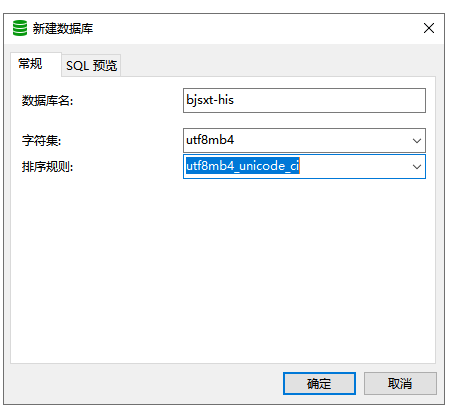 新建数据库
常规
SQL 预览
数据库名:
bjsxt-his
字符集:
utf8mb4
排序规则:
utf8mb4_unicode_ci
确定
取消